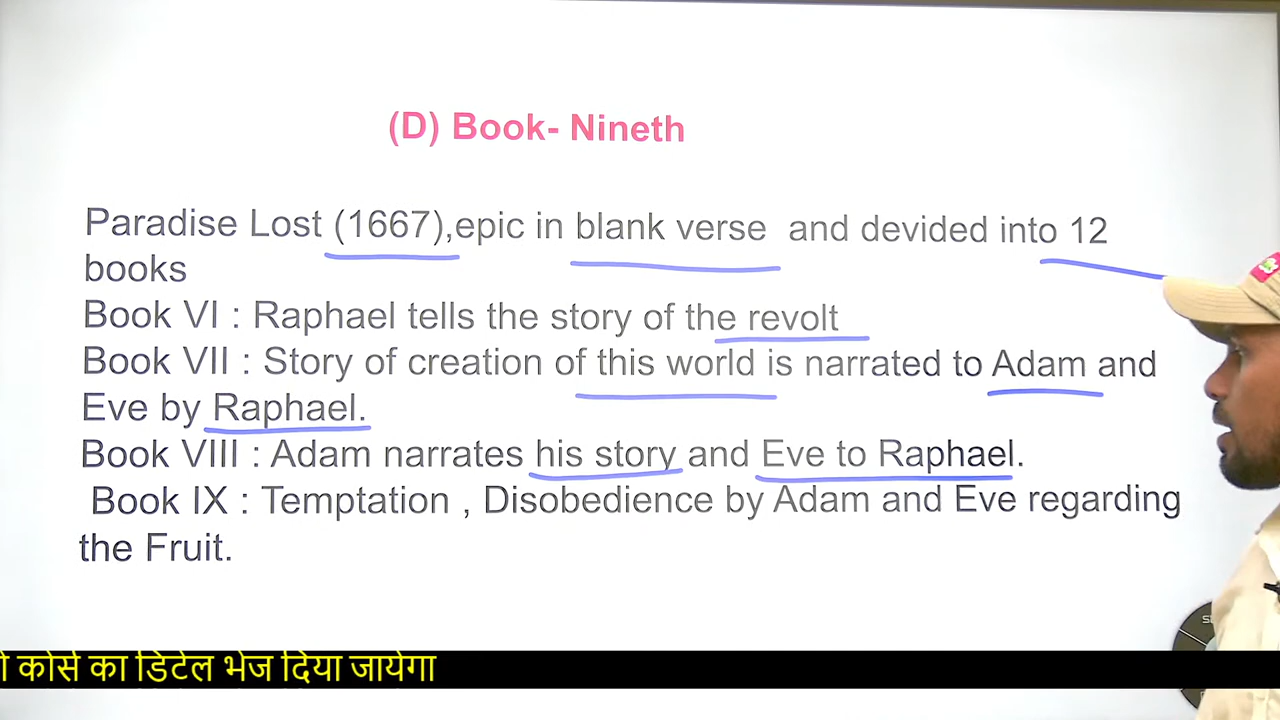 (D) Book- Nineth
Paradise Lost (1667),epic in blank verse and devided into 12
books
Book VI : Raphael tells the story of the revolt
Book VII : Story of creation of this world is narrated to Adam and
Eve by Raphael.
Book VIII : Adam narrates his story and Eve to Raphael.
Book IX : Temptation , Disobedience by Adam and Eve regarding
the Fruit.
कोर्स का डिटेल भेज दिया जायेगा